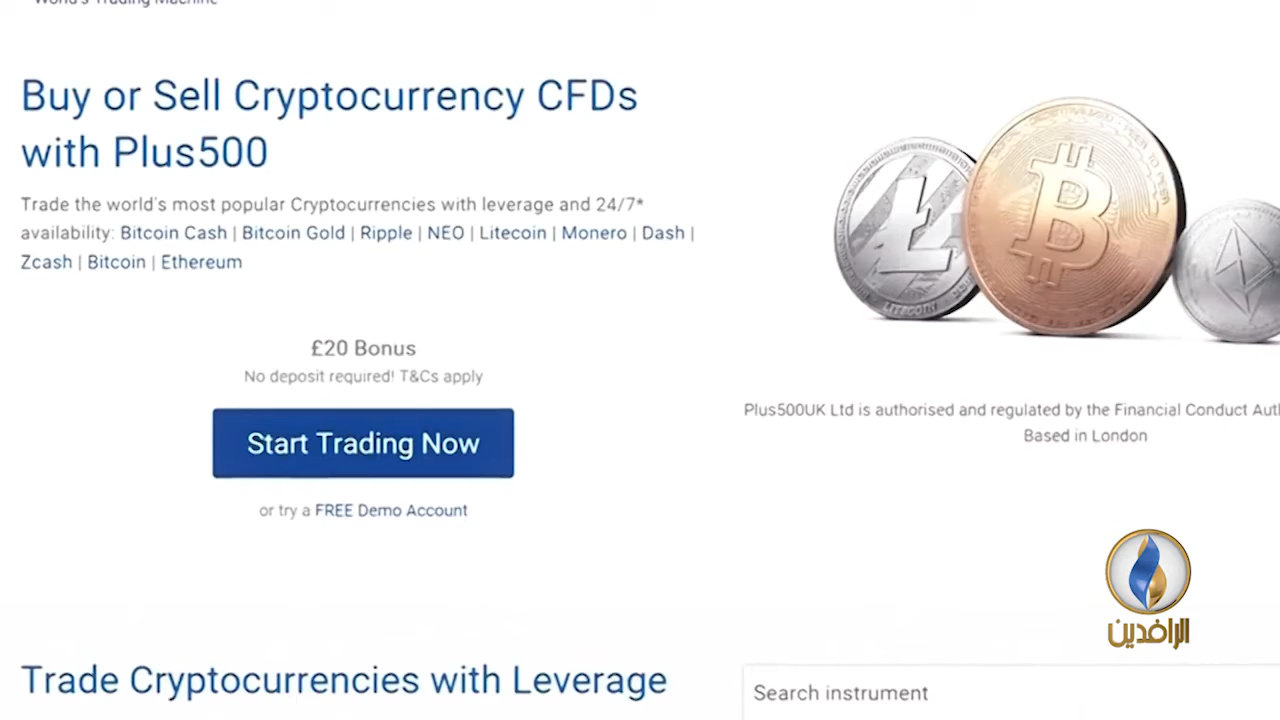 World's Trading Machine
Buy or Sell Cryptocurrency CFDs
with Plus500
Trade the world's most popular Cryptocurrencies with leverage and 24/7*
availability: Bitcoin Cash | Bitcoin Gold | Ripple | NEO | Litecoin | Monero | Dash |
Zcash | Bitcoin | Ethereum
£20 Bonus
No deposit required! T&Cs apply
Start Trading Now
or try a FREE Demo Account
Plus500UK Ltd is authorised and regulated by the Financial Conduct
Based in London
الرافدين
Trade Cryptocurrencies with Leverage
Search instrument